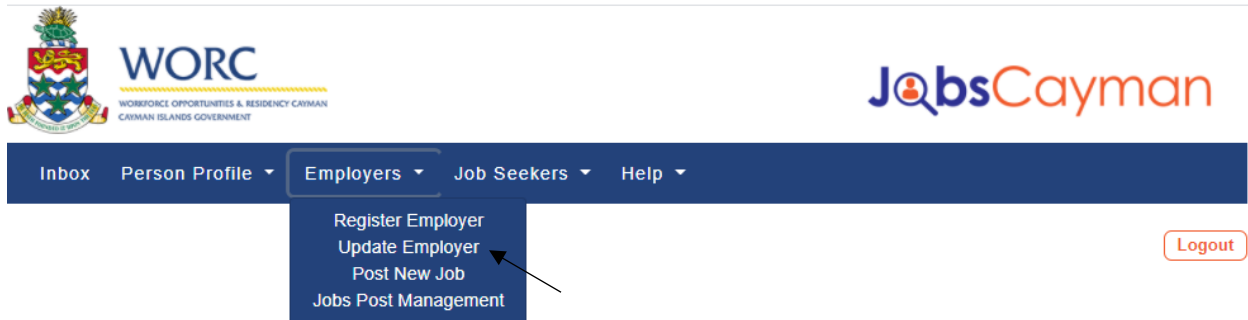 WORC
WORKFORCE OPPORTUNITIES & RESIDENCY CAYMAN
CAYMAN ISLANDS GOVERNMENT
JobsCayman
Inbox Person Profile Employers Job Seekers Help
Register Employer
Update Employer
Post New Job
Jobs Post Management
Logout